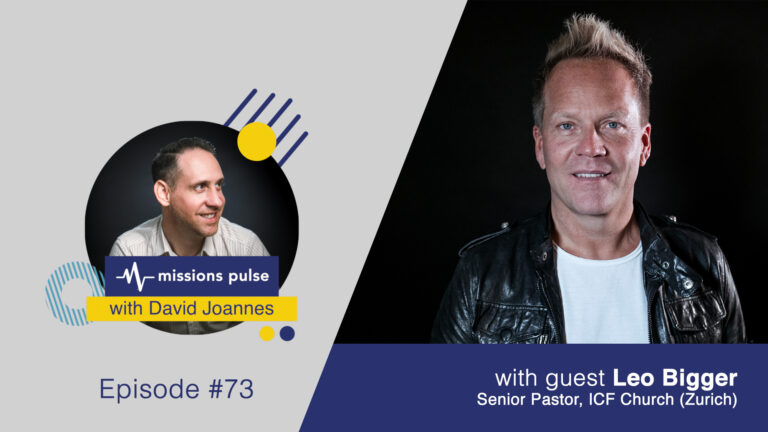 missions pulse
with David Joannes
Episode #73
with guest Leo Bigger
Senior Pastor, ICF Church (Zurich)